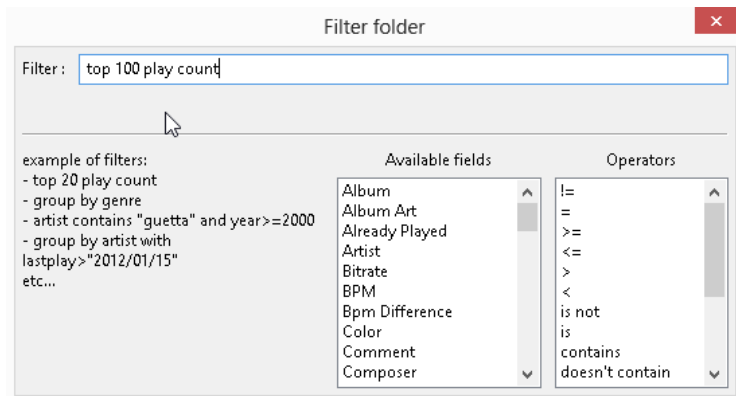 Filter folder
Filter : top 100 play count
example of filters:
- top 20 play count
- group by genre
- artist contains "guetta" and year>=2000
- group by artist with
lastplay>"2012/01/15"
etc...
Available fields
Album
Album Art
Already Played
Artist
Bitrate
BPM
Bpm Difference
Color
Comment
Composer
Operators
!=
=
>=
<=
>
<
is not
is
contains
doesn't contain